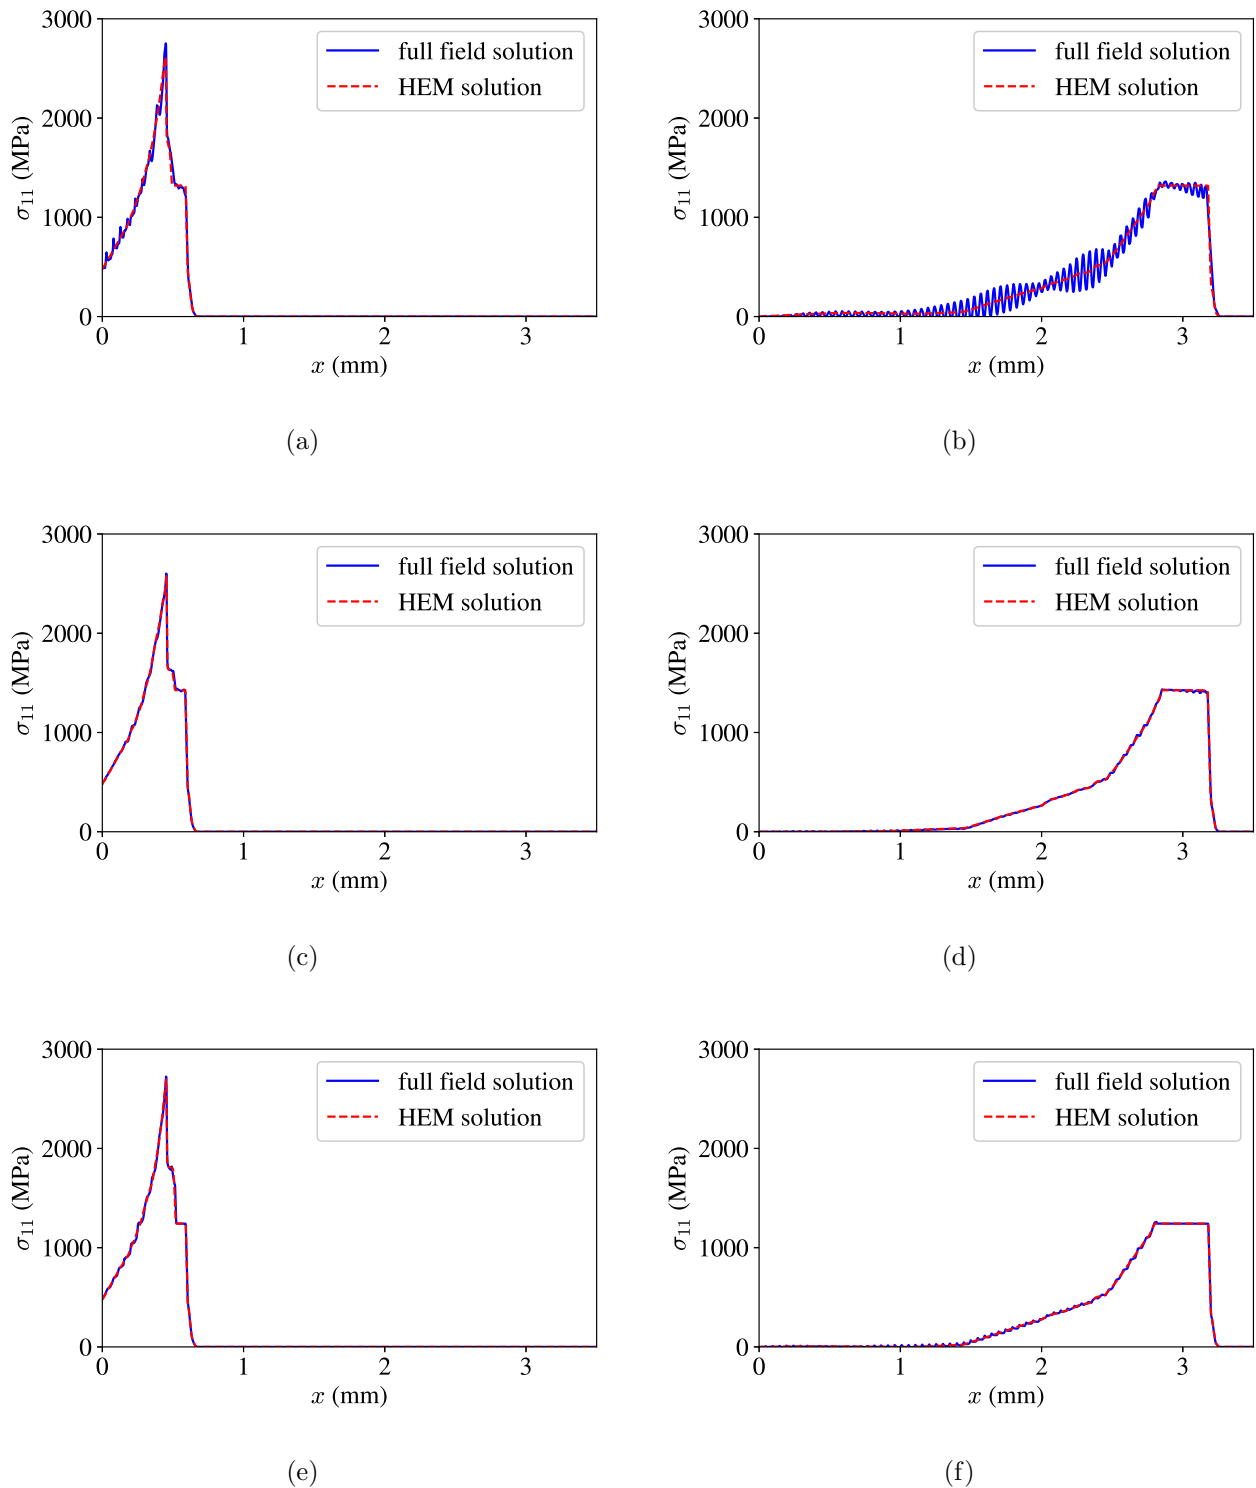 3000
2000
1000
0
σ11 (MPa)
full field solution
HEM solution
0 1 2 3
x (mm)
(a)
3000
2000
1000
0
σ11 (MPa)
full field solution
HEM solution
0 1 2 3
x (mm)
(b)
3000
2000
1000
0
σ11 (MPa)
full field solution
HEM solution
0 1 2 3
x (mm)
(c)
3000
2000
1000
0
σ11 (MPa)
full field solution
HEM solution
0 1 2 3
x (mm)
(d)
3000
2000
1000
0
σ11 (MPa)
full field solution
HEM solution
0 1 2 3
x (mm)
(e)
3000
2000
1000
0
σ11 (MPa)
full field solution
HEM solution
0 1 2 3
x (mm)
(f)